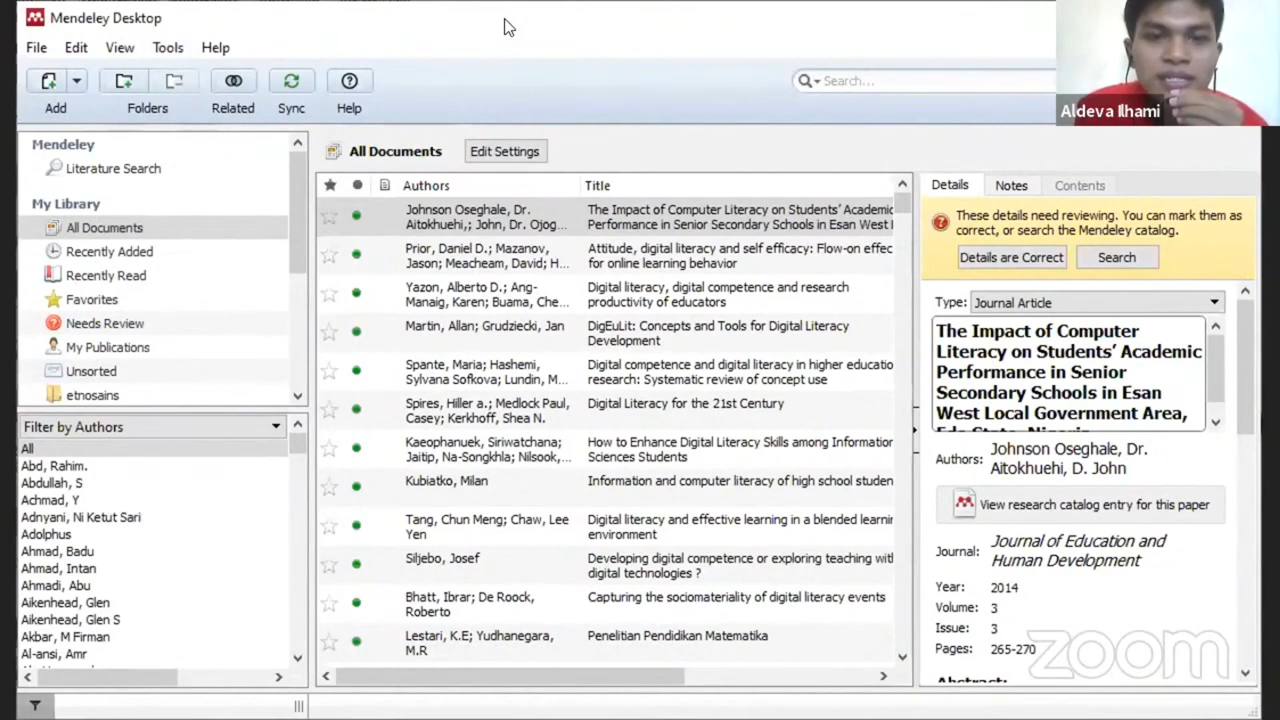 Mendeley Desktop
File Edit View Tools Help
Add Folders Related Sync Help
Search...
Aldeva Ilhami
Mendeley
Literature Search
My Library
All Documents
Recently Added
Recently Read
Favorites
Needs Review
My Publications
Unsorted
etnosains
Filter by Authors
All
Abd, Rahim.
Abdullah, S
Achmad, Y
Adnyani, Ni Ketut Sari
Adolphus
Ahmad, Badu
Ahmad, Intan
Ahmadi, Abu
Aikenhead, Glen
Aikenhead, Glen S
Akbar, M Firman
Al-ansi, Amr
All Documents Edit Settings
Authors Title
Johnson Oseghale, Dr. The Impact of Computer Literacy on Students' Academic
Aitokhuehi,; John, Dr. Ojog... Performance in Senior Secondary Schools in Esan West
Prior, Daniel D.; Mazanov, Attitude, digital literacy and self efficacy: Flow-on effec
Jason; Meacheam, David; H... for online learning behavior
Yazon, Alberto D.; Ang- Digital literacy, digital competence and research
Manaig, Karen; Buama, Che... productivity of educators
Martin, Allan; Grudziecki, Jan DigEuLit: Concepts and Tools for Digital Literacy
Development
Spante, Maria; Hashemi, Digital competence and digital literacy in higher educatio
Sylvana Sofkova; Lundin, M... research: Systematic review of concept use
Spires, Hiller a.; Medlock Paul, Digital Literacy for the 21st Century
Casey; Kerkhoff, Shea N.
Kaeophanuek, Siriwatchana; How to Enhance Digital Literacy Skills among Information
Jaitip, Na-Songkhla; Nilsook,... Sciences Students
Kubiatko, Milan Information and computer literacy of high school studen
Tang, Chun Meng; Chaw, Lee Digital literacy and effective learning in a blended learnin
Yen environment
Siljebo, Josef Developing digital competence or exploring teaching with
digital technologies ?
Bhatt, Ibrar; De Roock, Capturing the sociomateriality of digital literacy events
Roberto
Lestari, K.E; Yudhanegara, Penelitian Pendidikan Matematika
M.R
Details Notes Contents
These details need reviewing. You can mark them as
correct, or search the Mendeley catalog.
Details are Correct Search
Type: Journal Article
The Impact of Computer
Literacy on Students' Academic
Performance in Senior
Secondary Schools in Esan
West Local Government Area,
Authors: Johnson Oseghale, Dr.
Aitokhuehi, D. John
View research catalog entry for this paper
Journal: Journal of Education and
Human Development
Year: 2014
Volume: 3
Issue: 3
Pages: 265-270
Abstract:
zoom